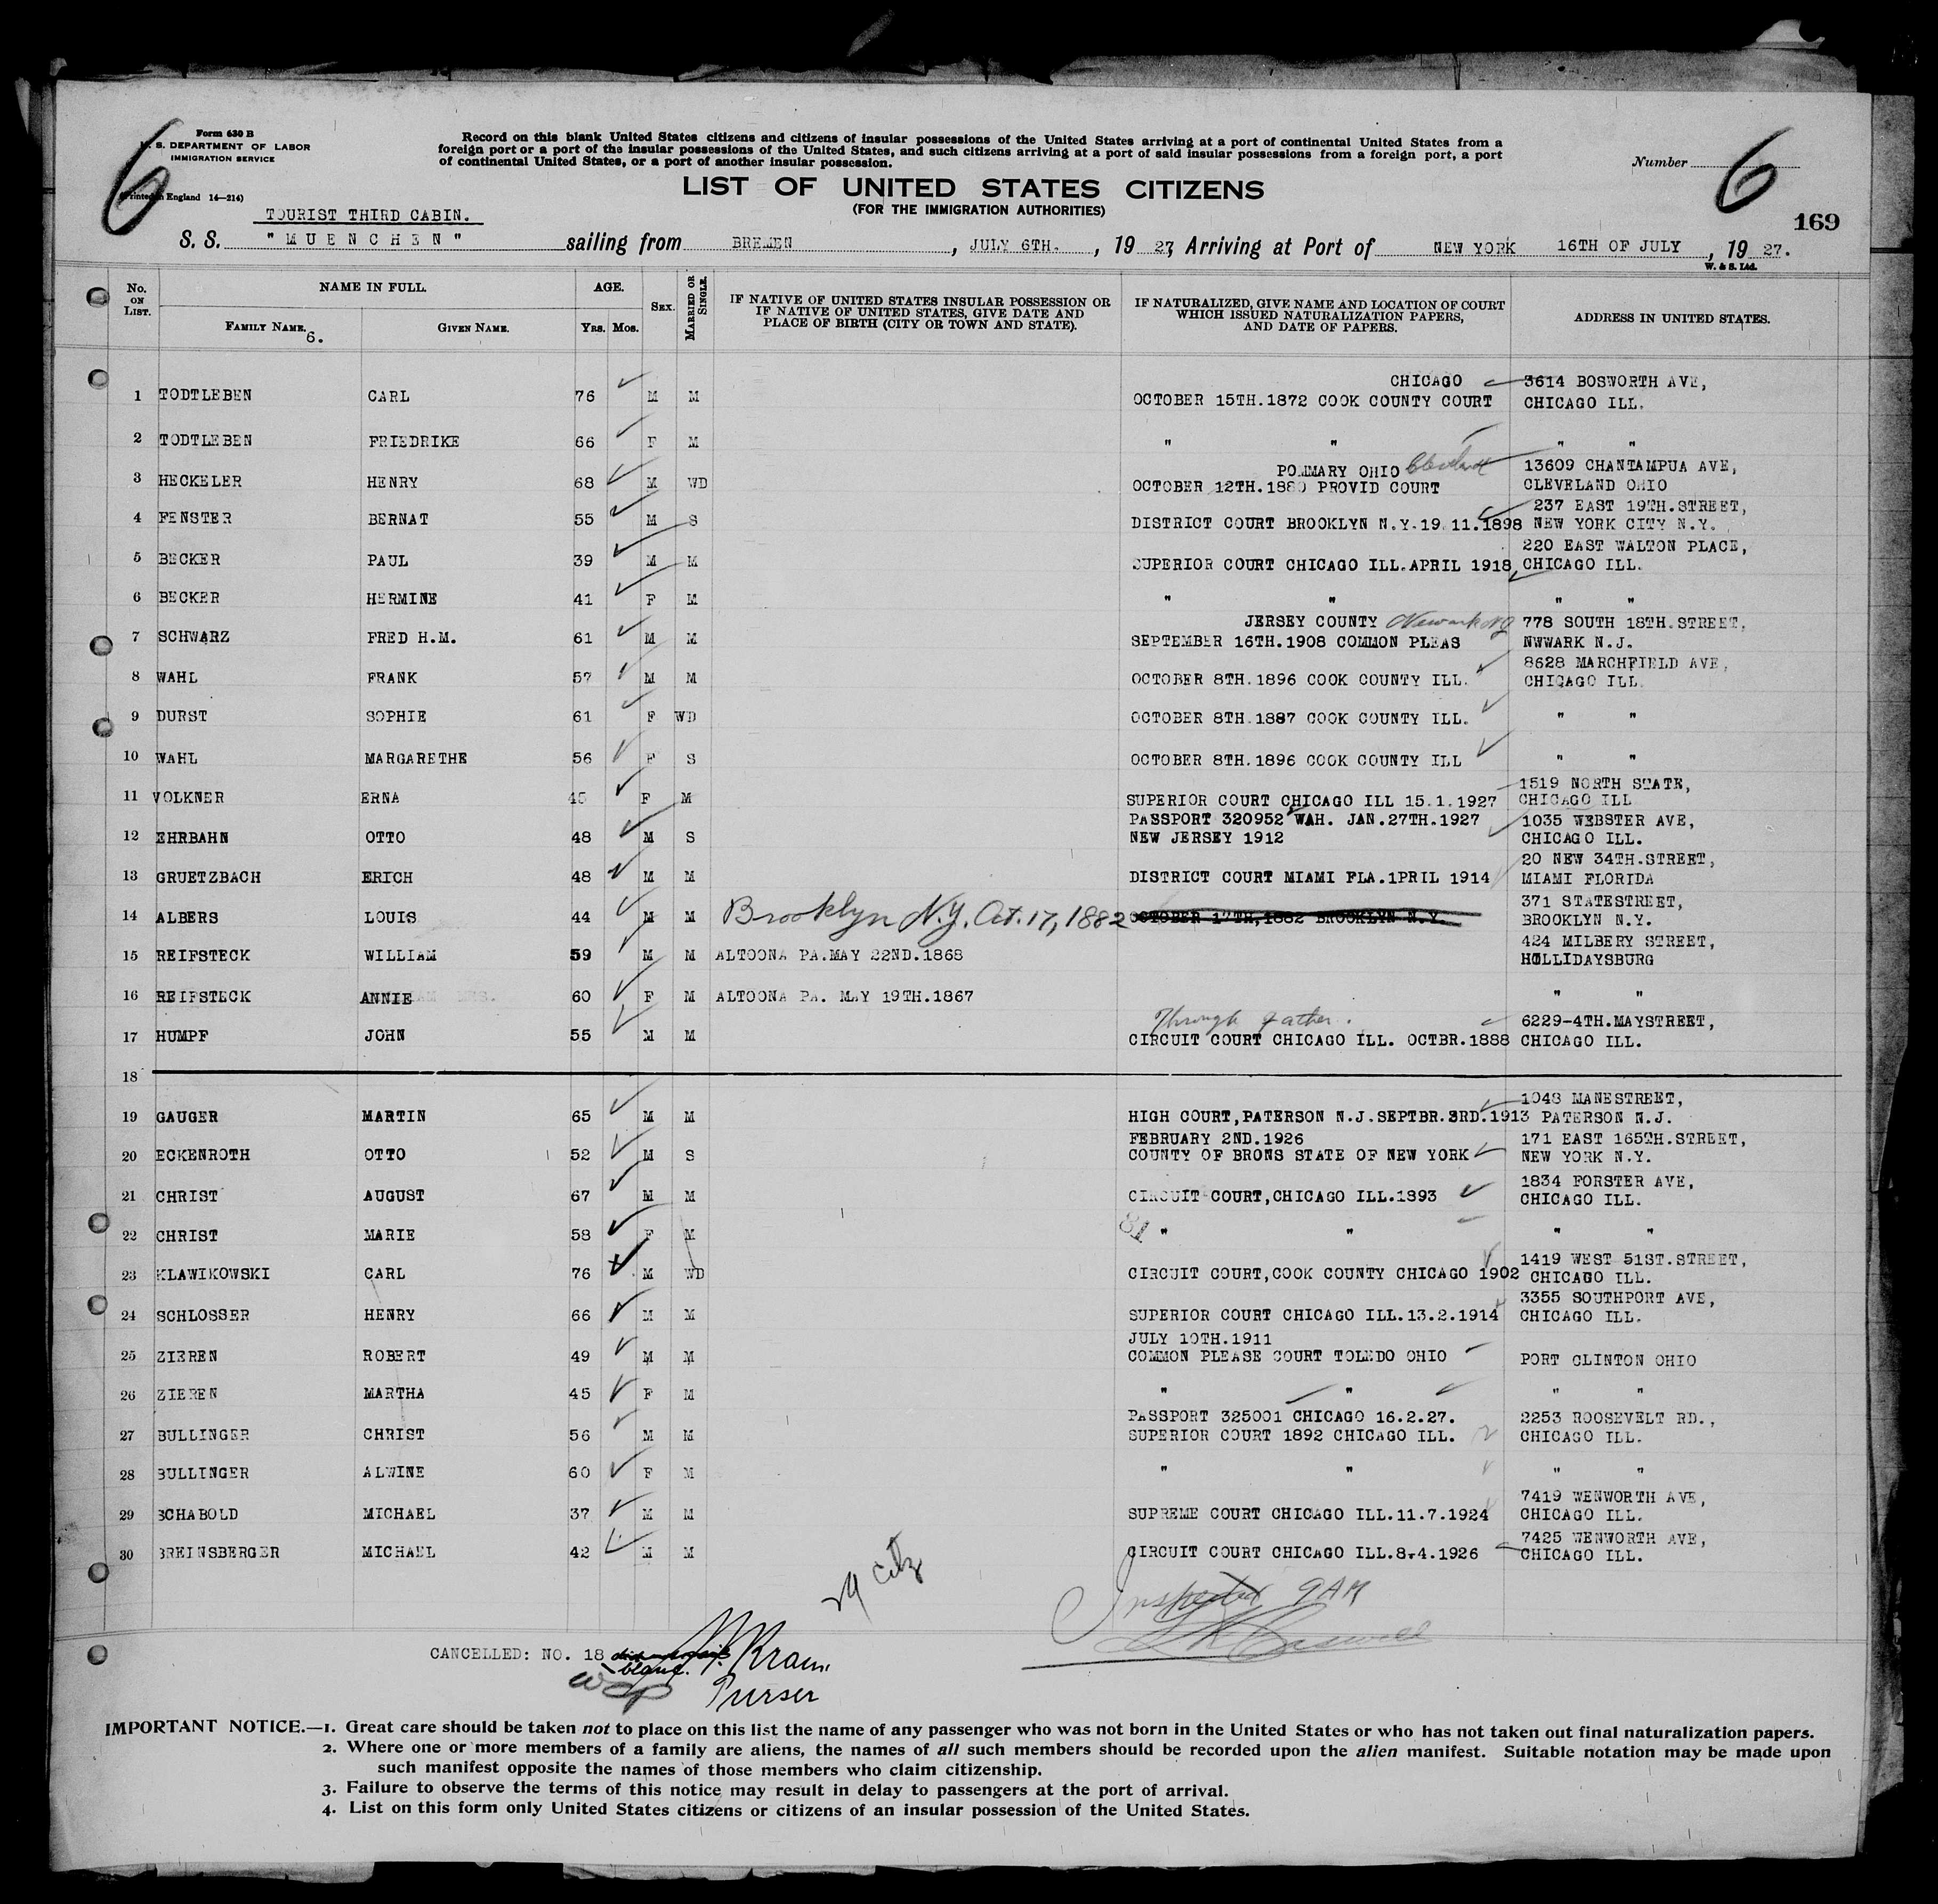 Form 630 B
U. S. DEPARTMENT OF LABOR
IMMIGRATION SERVICE
(Printed in England 14—214)
6
Record on this blank United States citizens and citizens of insular possessions of the United States arriving at a port of continental United States from a
foreign port or a port of the insular possessions of the United States, and such citizens arriving at a port of said insular possessions from a foreign port, a port
of continental United States, or a port of another insular possession.
Number 6
LIST OF UNITED STATES CITIZENS
(FOR THE IMMIGRATION AUTHORITIES)
169
TOURIST THIRD CABIN.
S. S. "MUENCHEN" sailing from BREMEN, JULY 6TH., 1927, Arriving at Port of NEW YORK 16TH OF JULY, 1927.
W. & S. Ltd.
No. ON LIST. NAME IN FULL. FAMILY NAME. 6. GIVEN NAME. AGE. YRS. MOS. SEX. MARRIED OR SINGLE. IF NATIVE OF UNITED STATES INSULAR POSSESSION OR IF NATIVE OF UNITED STATES, GIVE DATE AND PLACE OF BIRTH (CITY OR TOWN AND STATE). IF NATURALIZED, GIVE NAME AND LOCATION OF COURT WHICH ISSUED NATURALIZATION PAPERS, AND DATE OF PAPERS. ADDRESS IN UNITED STATES.
CHICAGO 3614 BOSWORTH AVE,
1 TODTLEBEN CARL 76 M M OCTOBER 15TH.1872 COOK COUNTY COURT CHICAGO ILL.
2 TODTLEBEN FRIEDRIKE 66 F M " " " "
POMMARY OHIO Cleveland 13609 CHANTAMPUA AVE,
3 HECKELER HENRY 68 M WD OCTOBER 12TH.1880 PROVID COURT CLEVELAND OHIO
237 EAST 19TH.STREET,
4 FENSTER BERNAT 55 M S DISTRICT COURT BROOKLYN N.Y.19.11.1898 NEW YORK CITY N.Y.
220 EAST WALTON PLACE,
5 BECKER PAUL 39 M M SUPERIOR COURT CHICAGO ILL.APRIL 1918 CHICAGO ILL.
6 BECKER HERMINE 41 F M " " " "
JERSEY COUNTY Newark NJ 778 SOUTH 18TH.STREET,
7 SCHWARZ FRED H.M. 61 M M SEPTEMBER 16TH.1908 COMMON PLEAS NWWARK N.J.
8628 MARCHFIELD AVE,
8 WAHL FRANK 57 M M OCTOBER 8TH.1896 COOK COUNTY ILL. CHICAGO ILL.
9 DURST SOPHIE 61 F WD OCTOBER 8TH.1887 COOK COUNTY ILL. " "
10 WAHL MARGARETHE 56 F S OCTOBER 8TH.1896 COOK COUNTY ILL " "
1519 NORTH STATE,
11 VOLKNER ERNA 45 F M SUPERIOR COURT CHICAGO ILL 15.1.1927 CHICAGO ILL
PASSPORT 320952 WAH. JAN.27TH.1927 1035 WEBSTER AVE,
12 EHRBAHN OTTO 48 M S NEW JERSEY 1912 CHICAGO ILL.
20 NEW 34TH.STREET,
13 GRUETZBACH ERICH 48 M M DISTRICT COURT MIAMI FLA.1PRIL 1914 MIAMI FLORIDA
371 STATESTREET,
14 ALBERS LOUIS 44 M M Brooklyn N.Y. Oct. 17, 1882 OCTOBER 17TH,1882 BROOKLYN N.Y. BROOKLYN N.Y.
424 MILBERY STREET,
15 REIFSTECK WILLIAM 59 M M ALTOONA PA.MAY 22ND.1868 HOLLIDAYSBURG
16 REIFSTECK ANNIE 60 F M ALTOONA PA. MAY 19TH.1867 " "
Through father. 6229-4TH.MAYSTREET,
17 HUMPF JOHN 55 M M CIRCUIT COURT CHICAGO ILL. OCTBR.1888 CHICAGO ILL.
18
1048 MANESTREET,
19 GAUGER MARTIN 65 M M HIGH COURT,PATERSON N.J.SEPTBR.3RD.1913 PATERSON N.J.
FEBRUARY 2ND.1926 171 EAST 165TH.STREET,
20 ECKENROTH OTTO 52 M S COUNTY OF BRONS STATE OF NEW YORK NEW YORK N.Y.
1834 FORSTER AVE,
21 CHRIST AUGUST 67 M M CIRCUIT COURT,CHICAGO ILL.1893 CHICAGO ILL.
81
22 CHRIST MARIE 58 F M " " " "
1419 WEST 51ST.STREET,
23 KLAWIKOWSKI CARL 76 M WD CIRCUIT COURT,COOK COUNTY CHICAGO 1902 CHICAGO ILL.
3355 SOUTHPORT AVE,
24 SCHLOSSER HENRY 66 M M SUPERIOR COURT CHICAGO ILL.13.2.1914 CHICAGO ILL.
JULY 10TH.1911
25 ZIEREN ROBERT 49 M M COMMON PLEASE COURT TOLEDO OHIO PORT CLINTON OHIO
26 ZIEREN MARTHA 45 F M " " " "
PASSPORT 325001 CHICAGO 16.2.27. 2253 ROOSEVELT RD.,
27 BULLINGER CHRIST 56 M M SUPERIOR COURT 1892 CHICAGO ILL. CHICAGO ILL.
28 BULLINGER ALWINE 60 F M " " " "
7419 WENWORTH AVE,
29 SCHABOLD MICHAEL 37 M M SUPREME COURT CHICAGO ILL.11.7.1924 CHICAGO ILL.
7425 WENWORTH AVE,
30 BREINSBERGER MICHAEL 42 M M CIRCUIT COURT CHICAGO ILL.8.4.1926 CHICAGO ILL.
29 citz
Inspected 9 AM
CANCELLED: NO. 18 blank.
Purser
IMPORTANT NOTICE.—1. Great care should be taken not to place on this list the name of any passenger who was not born in the United States or who has not taken out final naturalization papers.
2. Where one or more members of a family are aliens, the names of all such members should be recorded upon the alien manifest. Suitable notation may be made upon
such manifest opposite the names of those members who claim citizenship.
3. Failure to observe the terms of this notice may result in delay to passengers at the port of arrival.
4. List on this form only United States citizens or citizens of an insular possession of the United States.